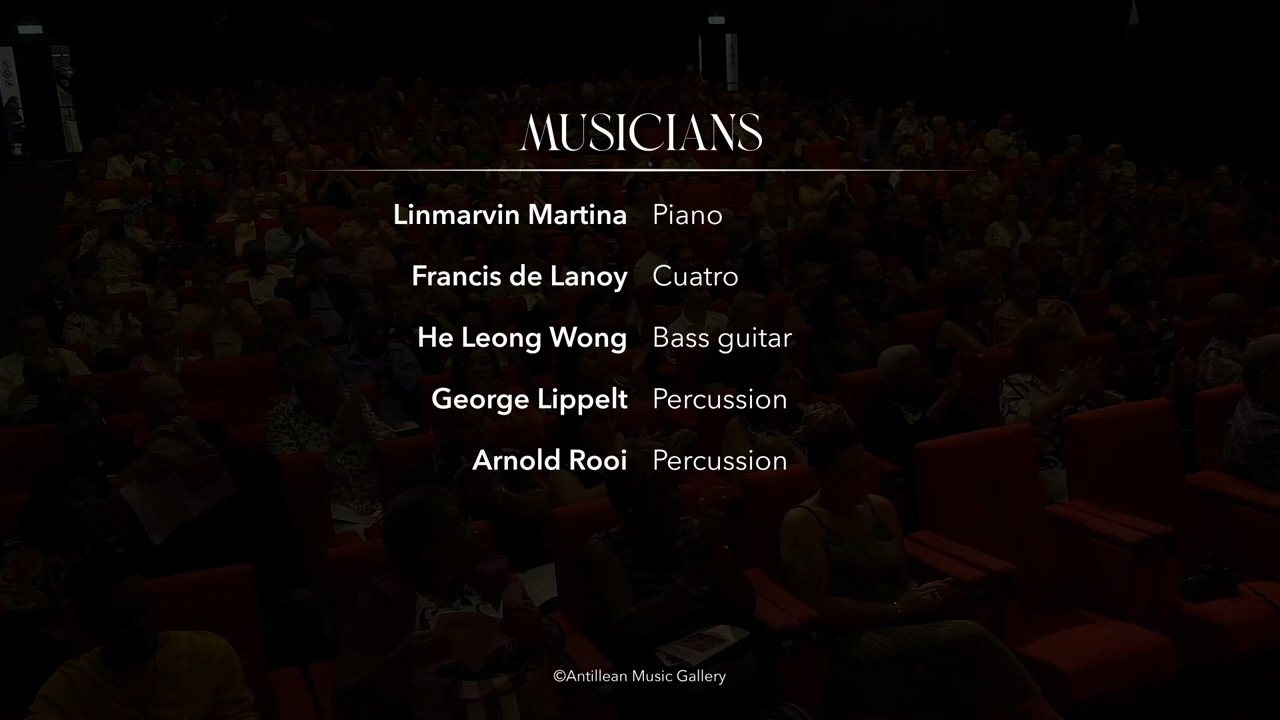 MUSICIANS
Linmarvin Martina Piano
Francis de Lanoy Cuatro
He Leong Wong Bass guitar
George Lippelt Percussion
Arnold Rooi Percussion
©Antillean Music Gallery